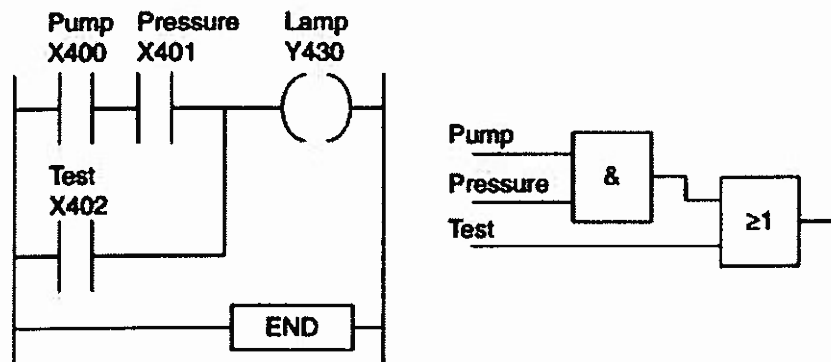 Pump Pressure Lamp
X400 X401 Y430
Test
X402
END
Pump
Pressure
Test
&
≥1